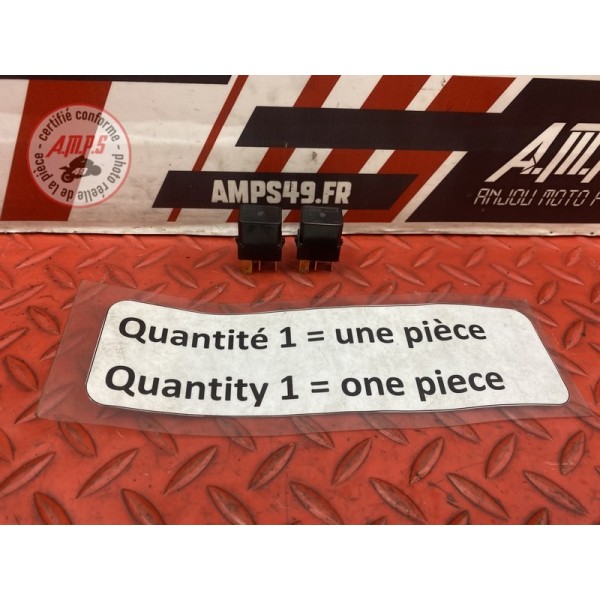 certifié conforme
A.M.P.S
49
photo réelle de la pièce
AMPS49.FR
A.M.
ANJOU MOTO
Quantité 1 = une pièce
Quantity 1 = one piece